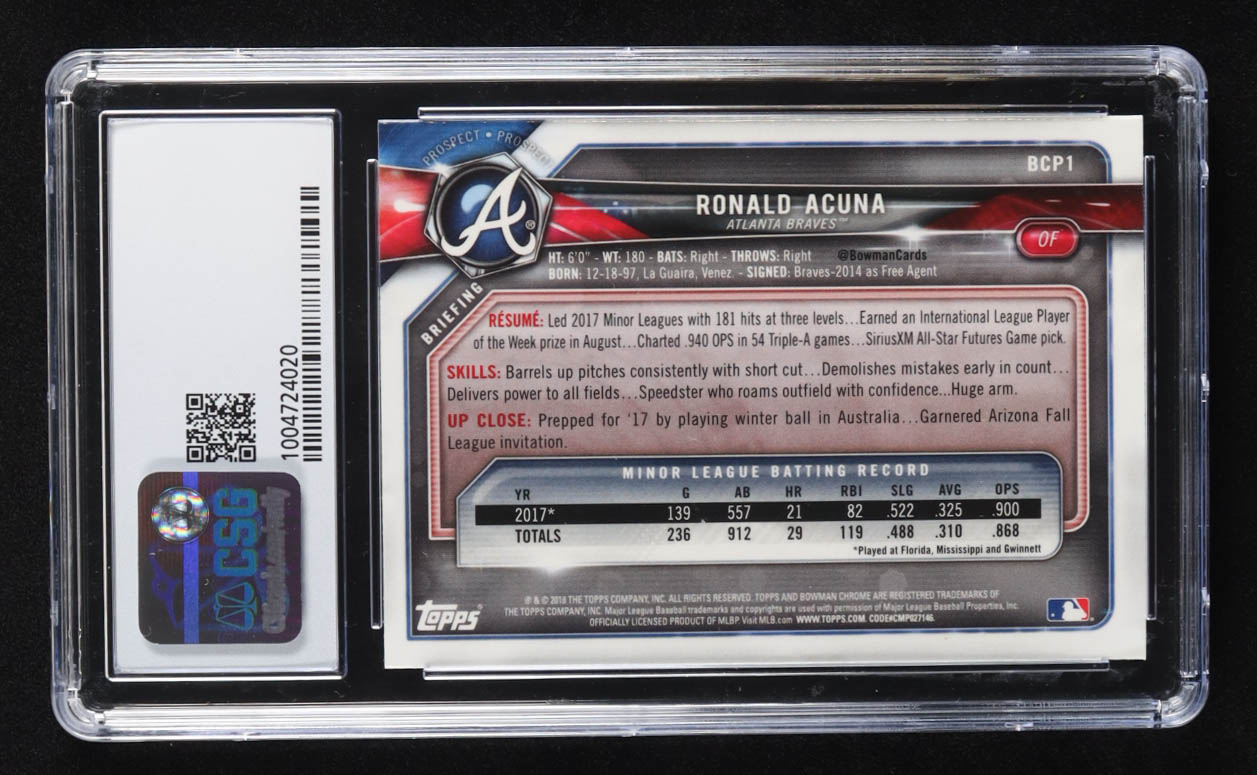 1004724020
CSG
PROSPECT • PROSPECT
A®
BCP1
RONALD ACUNA
ATLANTA BRAVES™
OF
HT: 6'0" - WT: 180 - BATS: Right - THROWS: Right @BowmanCards
BORN: 12-18-97, La Guaira, Venez. - SIGNED: Braves-2014 as Free Agent
BRIEFING
RÉSUMÉ: Led 2017 Minor Leagues with 181 hits at three levels...Earned an International League Player
of the Week prize in August...Charted .940 OPS in 54 Triple-A games...SiriusXM All-Star Futures Game pick.
SKILLS: Barrels up pitches consistently with short cut...Demolishes mistakes early in count...
Delivers power to all fields...Speedster who roams outfield with confidence...Huge arm.
UP CLOSE: Prepped for '17 by playing winter ball in Australia...Garnered Arizona Fall
League invitation.
MINOR LEAGUE BATTING RECORD
YR G AB HR RBI SLG AVG OPS
2017* 139 557 21 82 .522 .325 .900
TOTALS 236 912 29 119 .488 .310 .868
*Played at Florida, Mississippi and Gwinnett
Topps®
® & © 2018 THE TOPPS COMPANY, INC. ALL RIGHTS RESERVED. TOPPS AND BOWMAN CHROME ARE REGISTERED TRADEMARKS OF
THE TOPPS COMPANY, INC. Major League Baseball trademarks and copyrights are used with permission of Major League Baseball Properties, Inc.
OFFICIALLY LICENSED PRODUCT OF MLBP. Visit MLB.com WWW.TOPPS.COM. CODE#CMP027146.